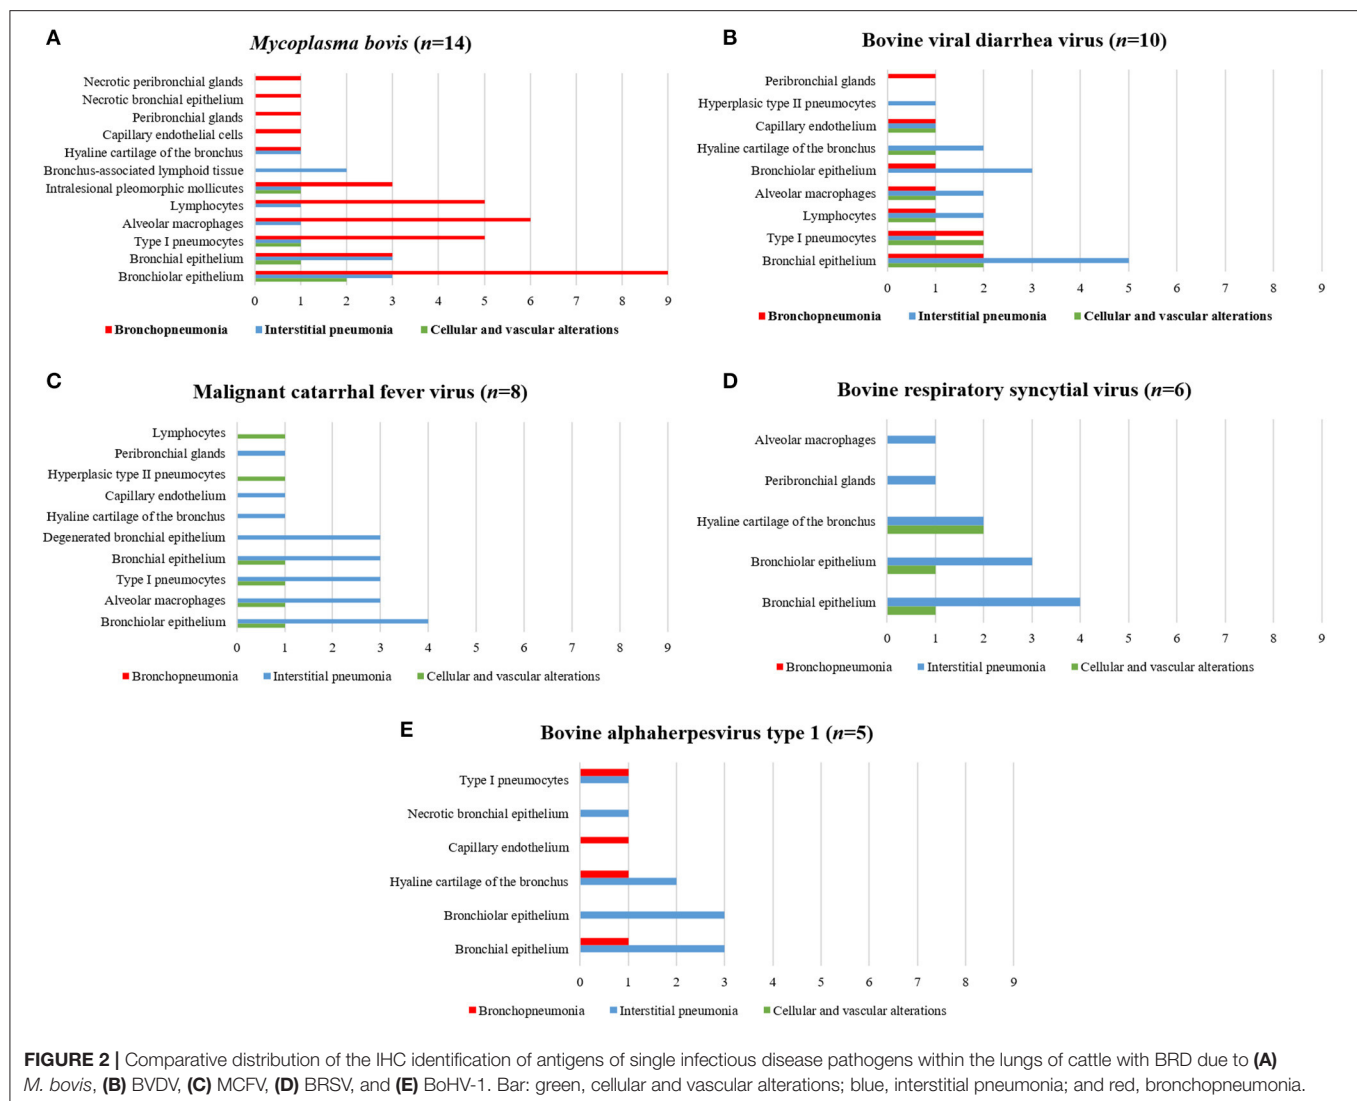 A
Mycoplasma bovis (n=14)
Necrotic peribronchial glands
Necrotic bronchial epithelium
Peribronchial glands
Capillary endothelial cells
Hyaline cartilage of the bronchus
Bronchus-associated lymphoid tissue
Intralesional pleomorphic mollicutes
Lymphocytes
Alveolar macrophages
Type I pneumocytes
Bronchial epithelium
Bronchiolar epithelium
0 1 2 3 4 5 6 7 8 9
Bronchopneumonia Interstitial pneumonia Cellular and vascular alterations
B
Bovine viral diarrhea virus (n=10)
Peribronchial glands
Hyperplasic type II pneumocytes
Capillary endothelium
Hyaline cartilage of the bronchus
Bronchiolar epithelium
Alveolar macrophages
Lymphocytes
Type I pneumocytes
Bronchial epithelium
0 1 2 3 4 5 6 7 8 9
Bronchopneumonia Interstitial pneumonia Cellular and vascular alterations
C
Malignant catarrhal fever virus (n=8)
Lymphocytes
Peribronchial glands
Hyperplasic type II pneumocytes
Capillary endothelium
Hyaline cartilage of the bronchus
Degenerated bronchial epithelium
Bronchial epithelium
Type I pneumocytes
Alveolar macrophages
Bronchiolar epithelium
0 1 2 3 4 5 6 7 8 9
Bronchopneumonia Interstitial pneumonia Cellular and vascular alterations
D
Bovine respiratory syncytial virus (n=6)
Alveolar macrophages
Peribronchial glands
Hyaline cartilage of the bronchus
Bronchiolar epithelium
Bronchial epithelium
0 1 2 3 4 5 6 7 8 9
Bronchopneumonia Interstitial pneumonia Cellular and vascular alterations
E
Bovine alphaherpesvirus type 1 (n=5)
Type I pneumocytes
Necrotic bronchial epithelium
Capillary endothelium
Hyaline cartilage of the bronchus
Bronchiolar epithelium
Bronchial epithelium
0 1 2 3 4 5 6 7 8 9
Bronchopneumonia Interstitial pneumonia Cellular and vascular alterations
FIGURE 2 | Comparative distribution of the IHC identification of antigens of single infectious disease pathogens within the lungs of cattle with BRD due to (A)
M. bovis, (B) BVDV, (C) MCFV, (D) BRSV, and (E) BoHV-1. Bar: green, cellular and vascular alterations; blue, interstitial pneumonia; and red, bronchopneumonia.